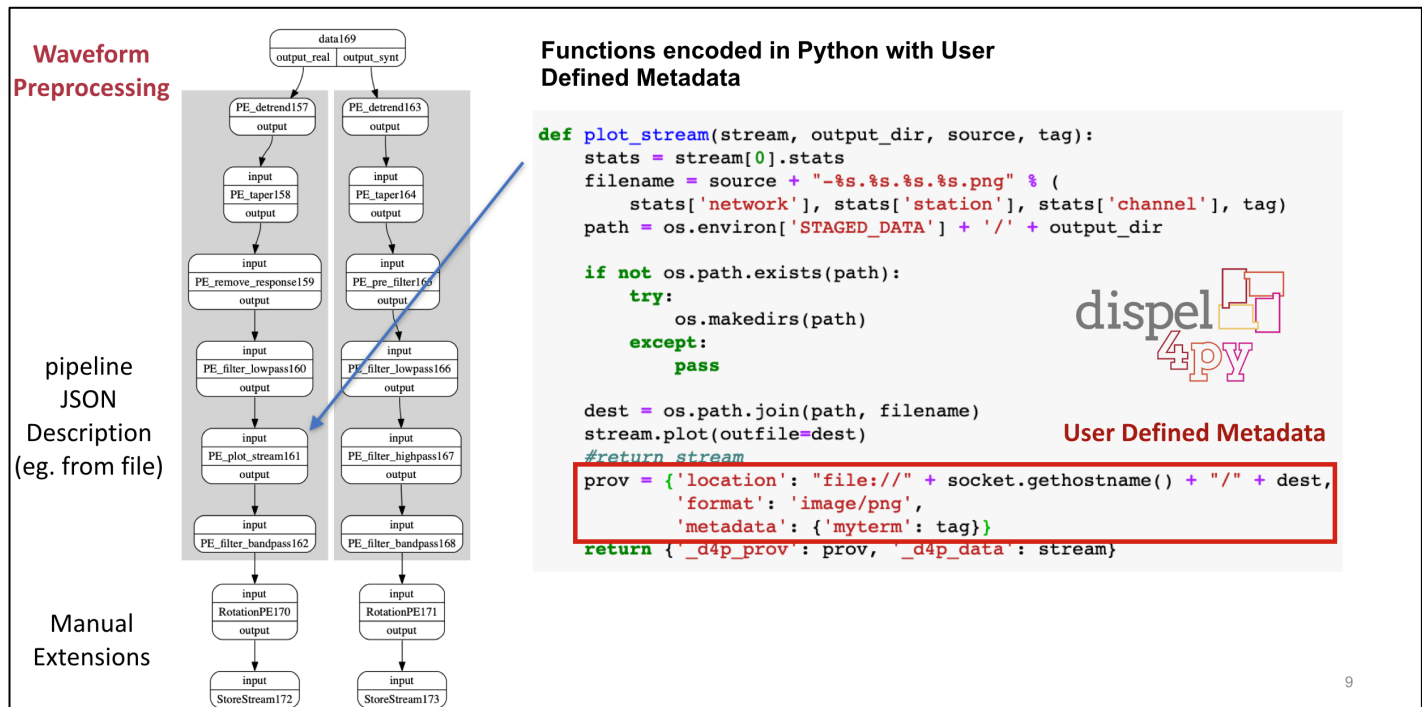 Waveform
Preprocessing
pipeline
JSON
Description
(eg. from file)
Manual
Extensions
data169
output_real output_synt
PE_detrend157
output
PE_detrend163
output
input
PE_taper158
output
input
PE_taper164
output
input
PE_remove_response159
output
input
PE_pre_filter165
output
input
PE_filter_lowpass160
output
input
PE_filter_lowpass166
output
input
PE_plot_stream161
output
input
PE_filter_highpass167
output
input
PE_filter_bandpass162
output
input
PE_filter_bandpass168
output
input
RotationPE170
output
input
RotationPE171
output
input
StoreStream172
input
StoreStream173
Functions encoded in Python with User
Defined Metadata
def plot_stream(stream, output_dir, source, tag):
    stats = stream[0].stats
    filename = source + "-%s.%s.%s.%s.png" % (
        stats['network'], stats['station'], stats['channel'], tag)
    path = os.environ['STAGED_DATA'] + '/' + output_dir
    if not os.path.exists(path):
        try:
            os.makedirs(path)
        except:
            pass
    dest = os.path.join(path, filename)
    stream.plot(outfile=dest)
    #return stream
    prov = {'location': "file://" + socket.gethostname() + "/" + dest,
            'format': 'image/png',
            'metadata': {'myterm': tag}}
    return {'_d4p_prov': prov, '_d4p_data': stream}
dispel
4py
User Defined Metadata
9